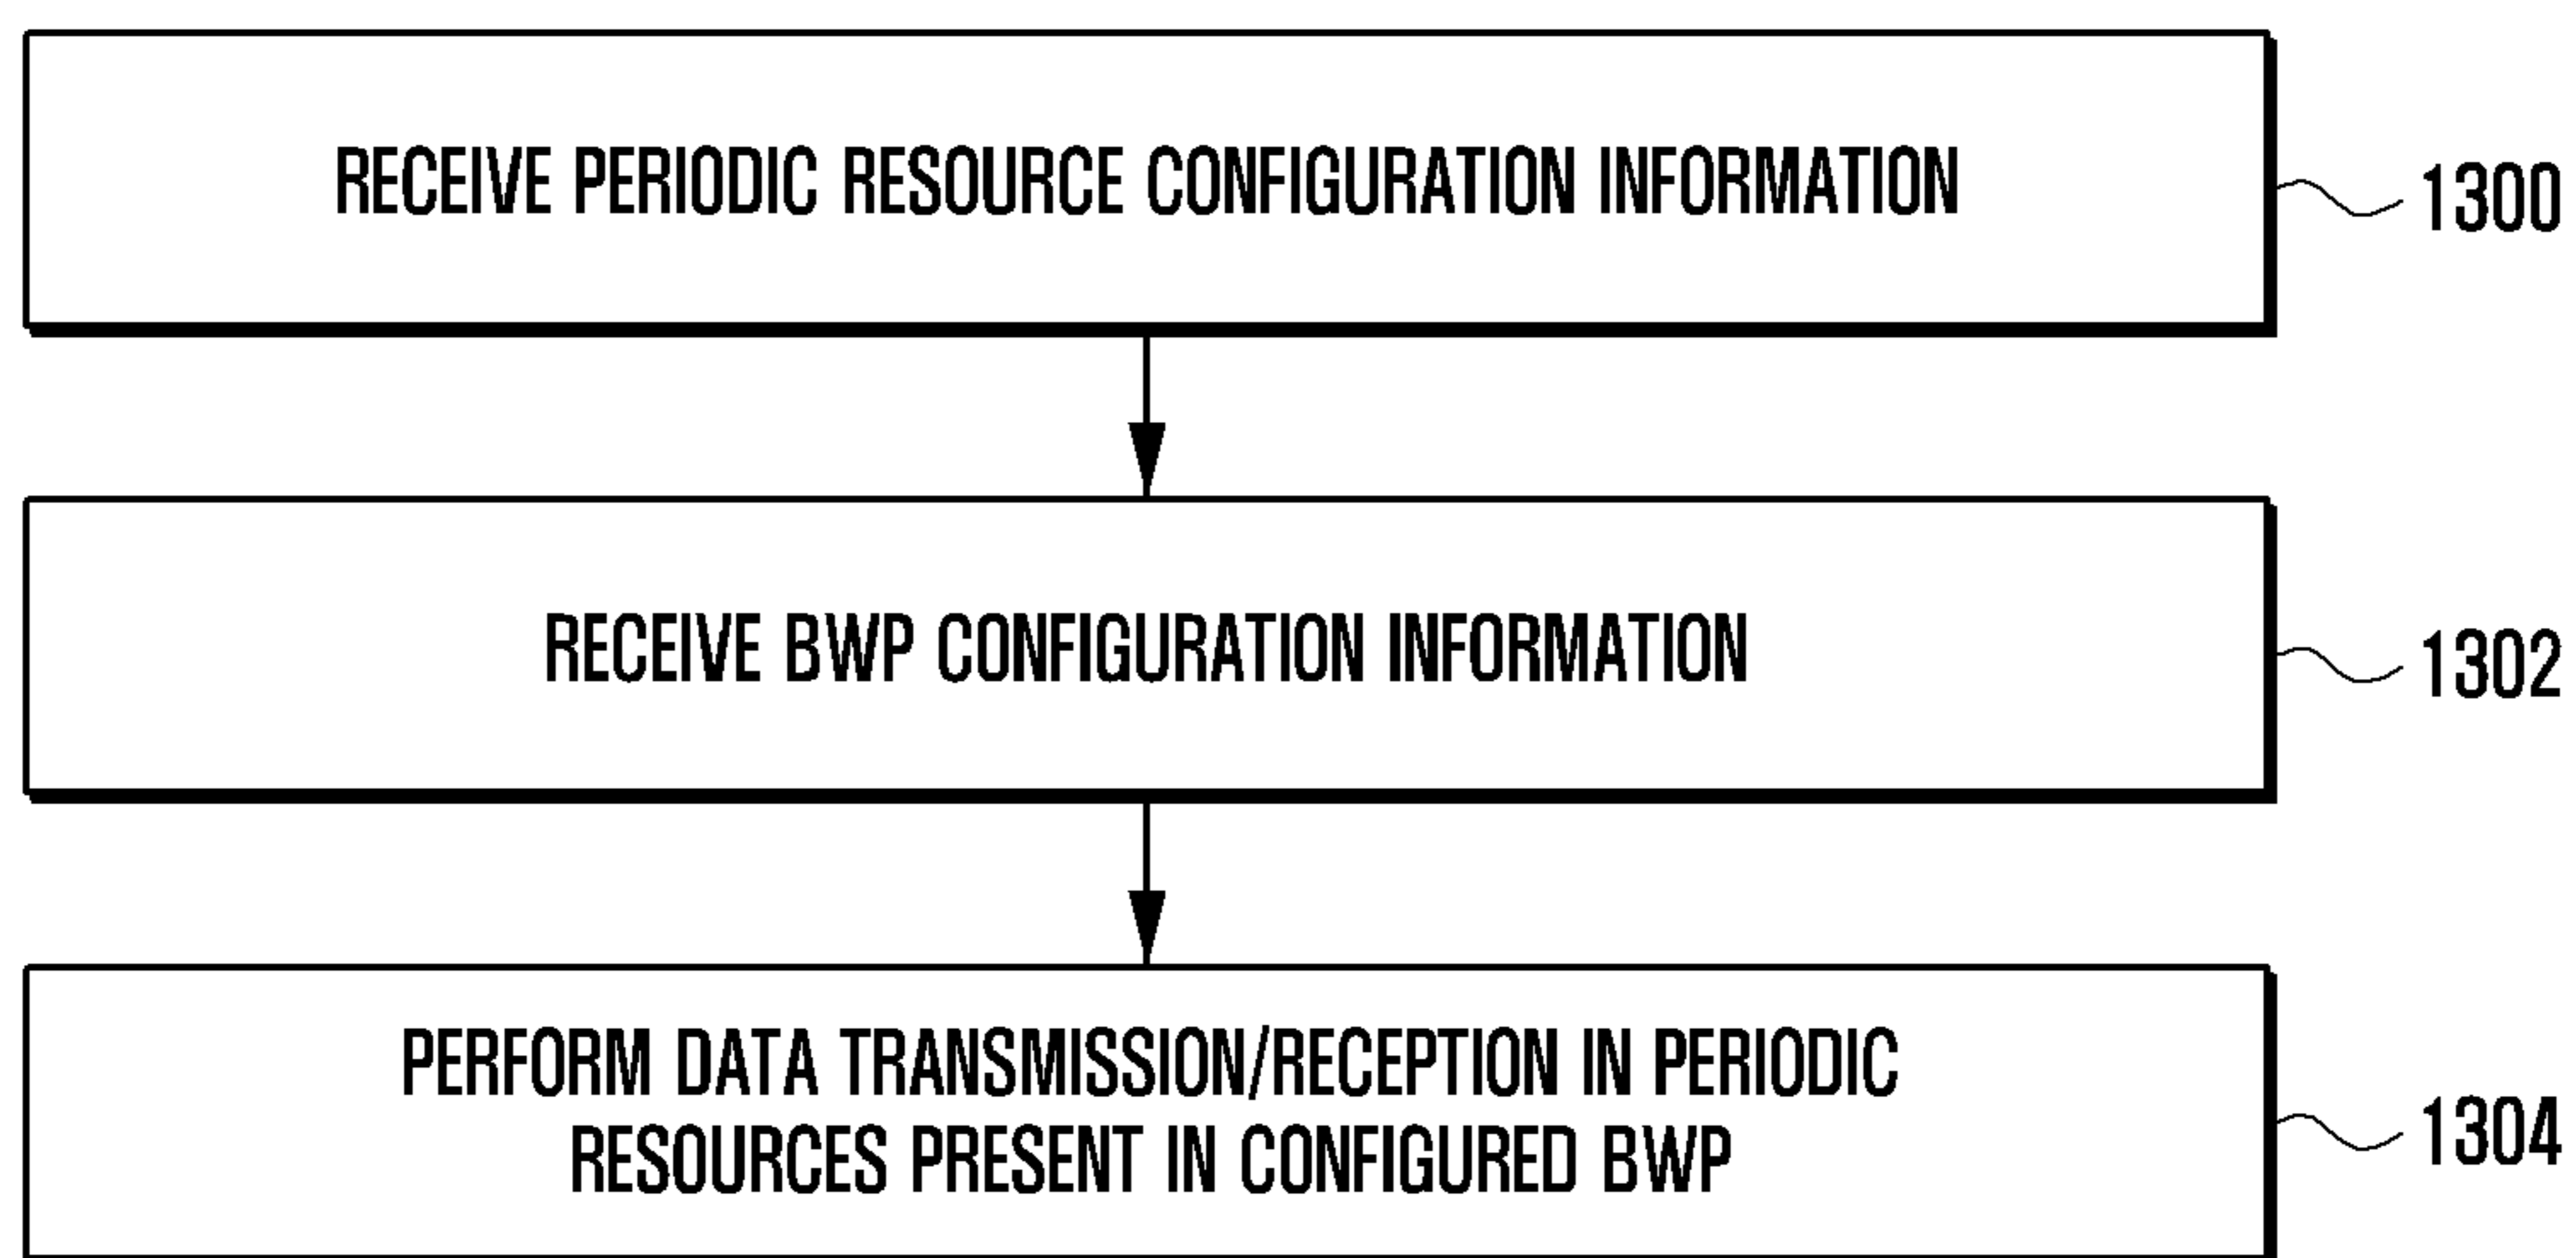 RECEIVE PERIODIC RESOURCE CONFIGURATION INFORMATION
1300
RECEIVE BWP CONFIGURATION INFORMATION
1302
PERFORM DATA TRANSMISSION/RECEPTION IN PERIODIC
RESOURCES PRESENT IN CONFIGURED BWP
1304